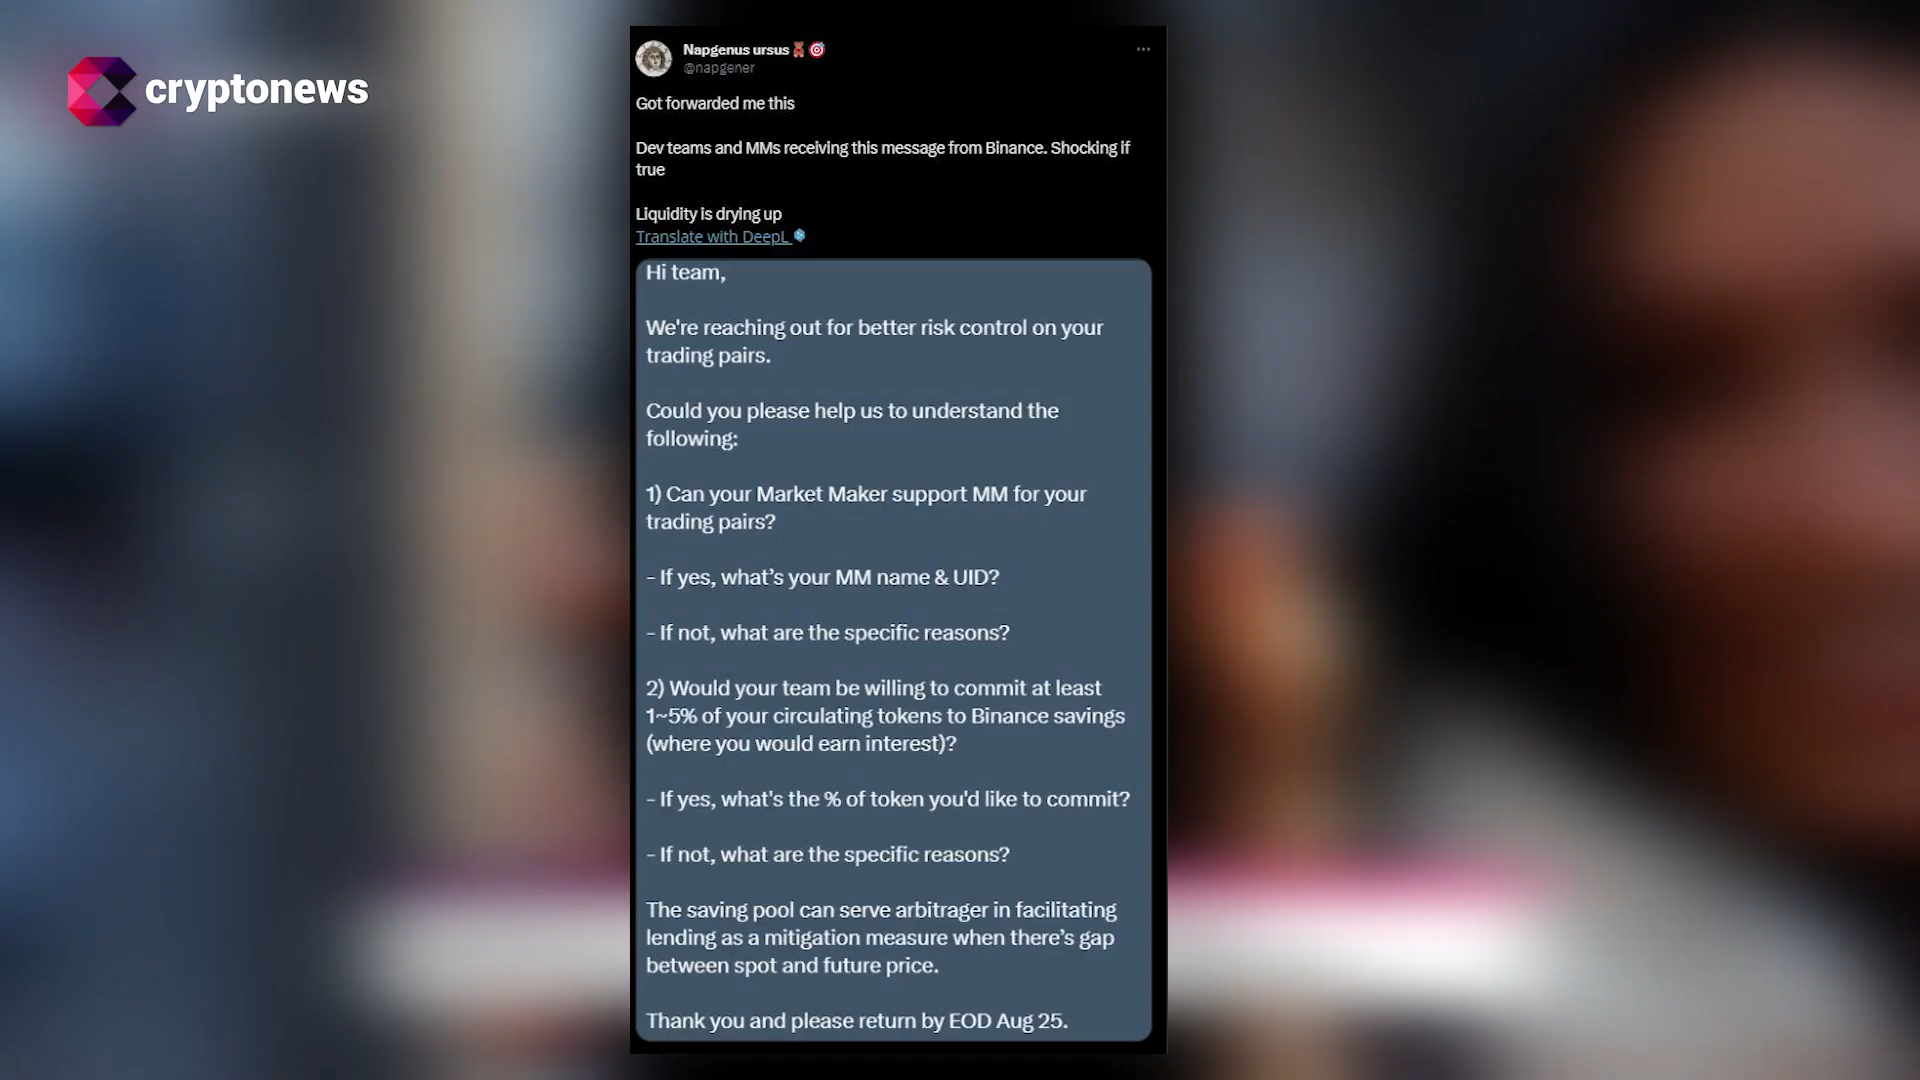 cryptonews
Napgenus ursus🧸🎯
@napgener
Got forwarded me this
Dev teams and MMs receiving this message from Binance. Shocking if
true
Liquidity is drying up
Translate with DeepL
Hi team,
We're reaching out for better risk control on your
trading pairs.
Could you please help us to understand the
following:
1) Can your Market Maker support MM for your
trading pairs?
- If yes, what’s your MM name & UID?
- If not, what are the specific reasons?
2) Would your team be willing to commit at least
1~5% of your circulating tokens to Binance savings
(where you would earn interest)?
- If yes, what's the % of token you'd like to commit?
- If not, what are the specific reasons?
The saving pool can serve arbitrager in facilitating
lending as a mitigation measure when there’s gap
between spot and future price.
Thank you and please return by EOD Aug 25.